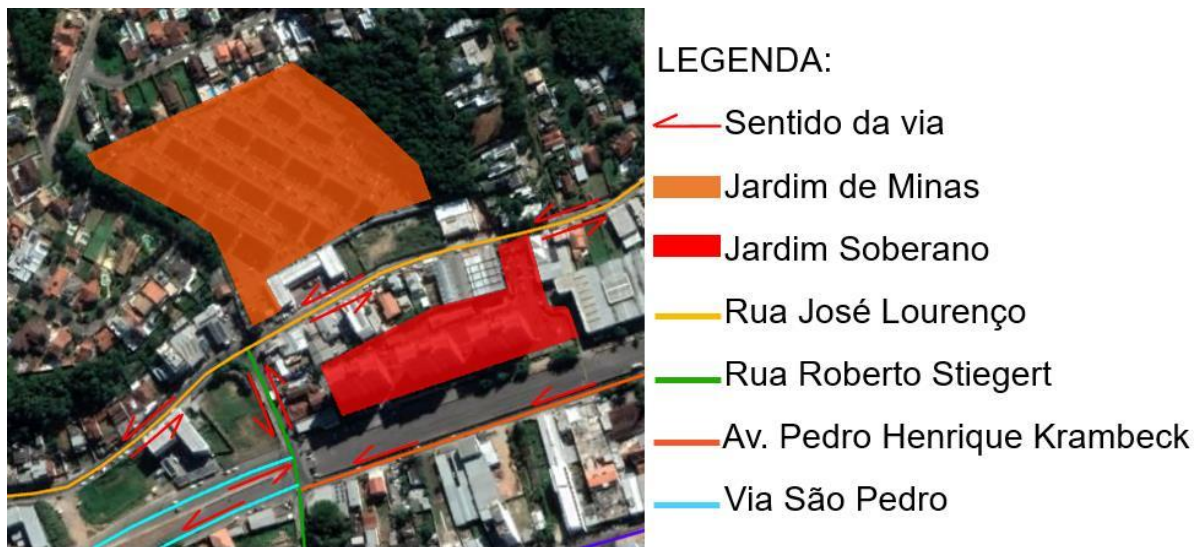 LEGENDA:
Sentido da via
Jardim de Minas
Jardim Soberano
Rua José Lourenço
Rua Roberto Stiegert
Av. Pedro Henrique Krambeck
Via São Pedro